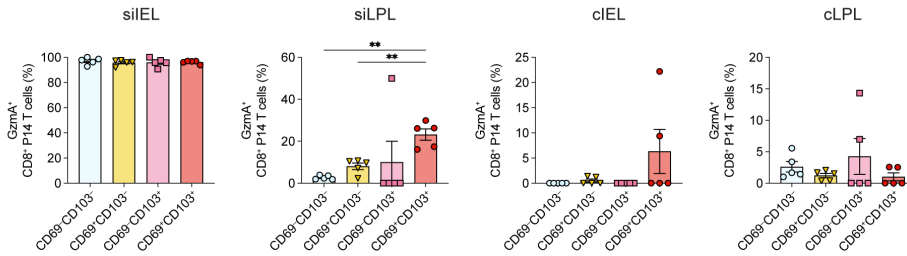 siIEL
GzmA⁺
CD8⁺ P14 T cells (%)
100
80
60
40
20
0
CD69⁻CD103⁻
CD69⁺CD103⁻
CD69⁻CD103⁺
CD69⁺CD103⁺
siLPL
GzmA⁺
CD8⁺ P14 T cells (%)
60
40
20
0
**
**
CD69⁻CD103⁻
CD69⁺CD103⁻
CD69⁻CD103⁺
CD69⁺CD103⁺
cIEL
GzmA⁺
CD8⁺ P14 T cells (%)
25
20
15
10
5
0
CD69⁻CD103⁻
CD69⁺CD103⁻
CD69⁻CD103⁺
CD69⁺CD103⁺
cLPL
GzmA⁺
CD8⁺ P14 T cells (%)
20
15
10
5
0
CD69⁻CD103⁻
CD69⁺CD103⁻
CD69⁻CD103⁺
CD69⁺CD103⁺